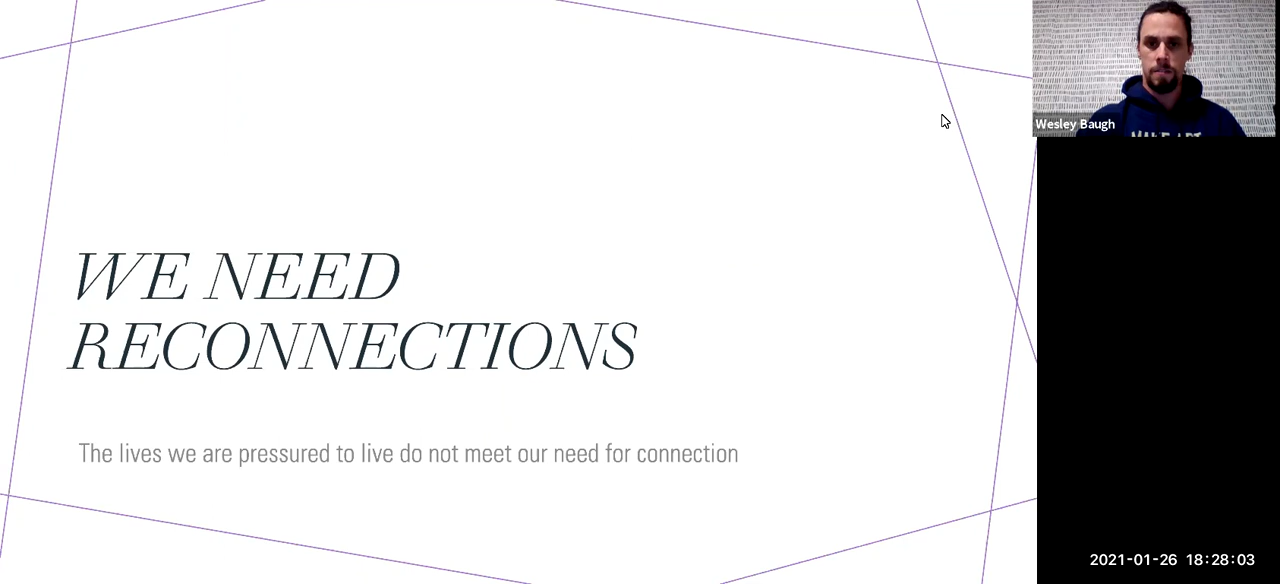 WE NEED
RECONNECTIONS
The lives we are pressured to live do not meet our need for connection
Wesley Baugh
2021-01-26 18:28:03